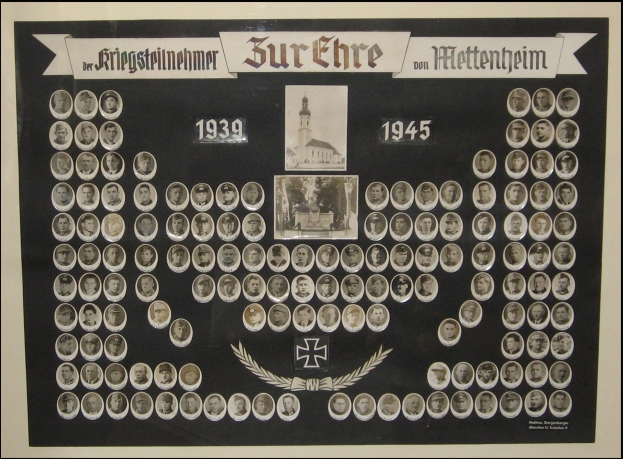 Zur Ehre
der Kriegsteilnehmer von Mettenheim
1939 1945